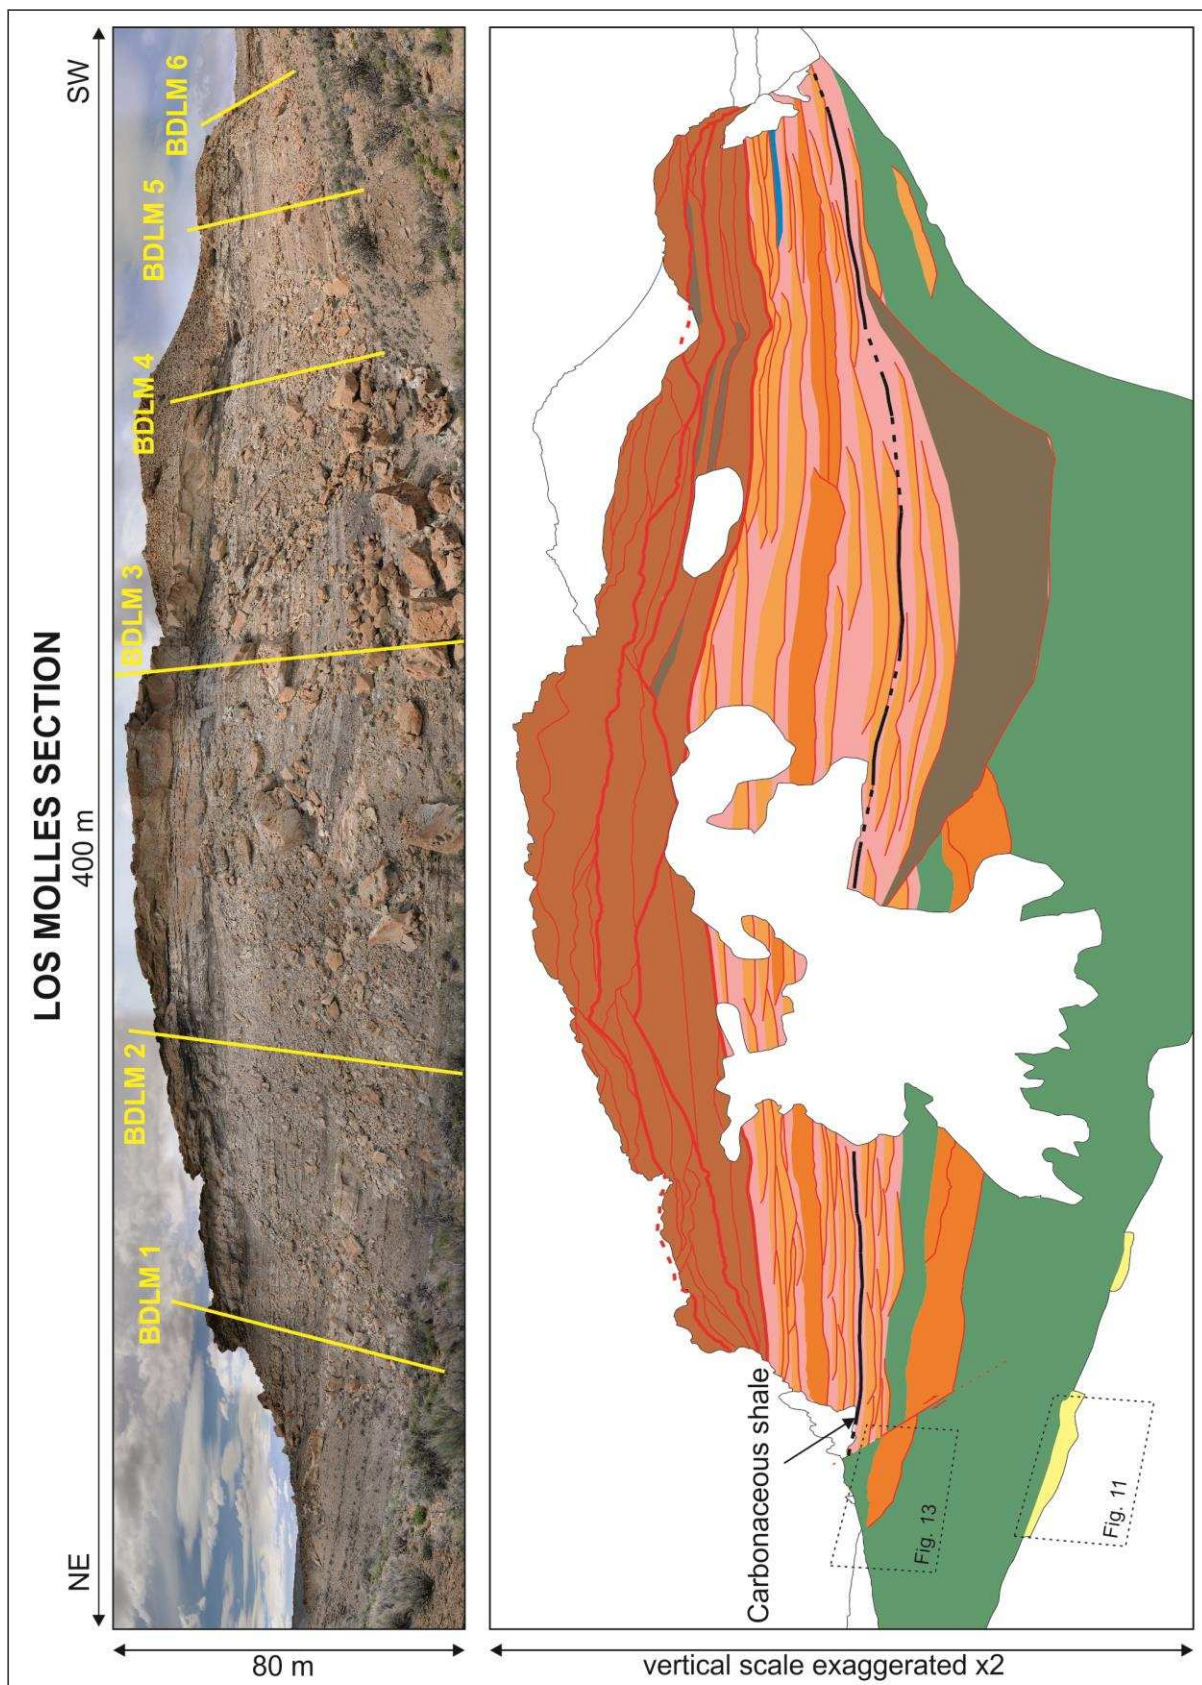 LOS MOLLES SECTION
NE
400 m
SW
BDLM 1
BDLM 2
BDLM 3
BDLM 4
BDLM 5
BDLM 6
80 m
Carbonaceous shale
Fig. 13
Fig. 11
vertical scale exaggerated x2